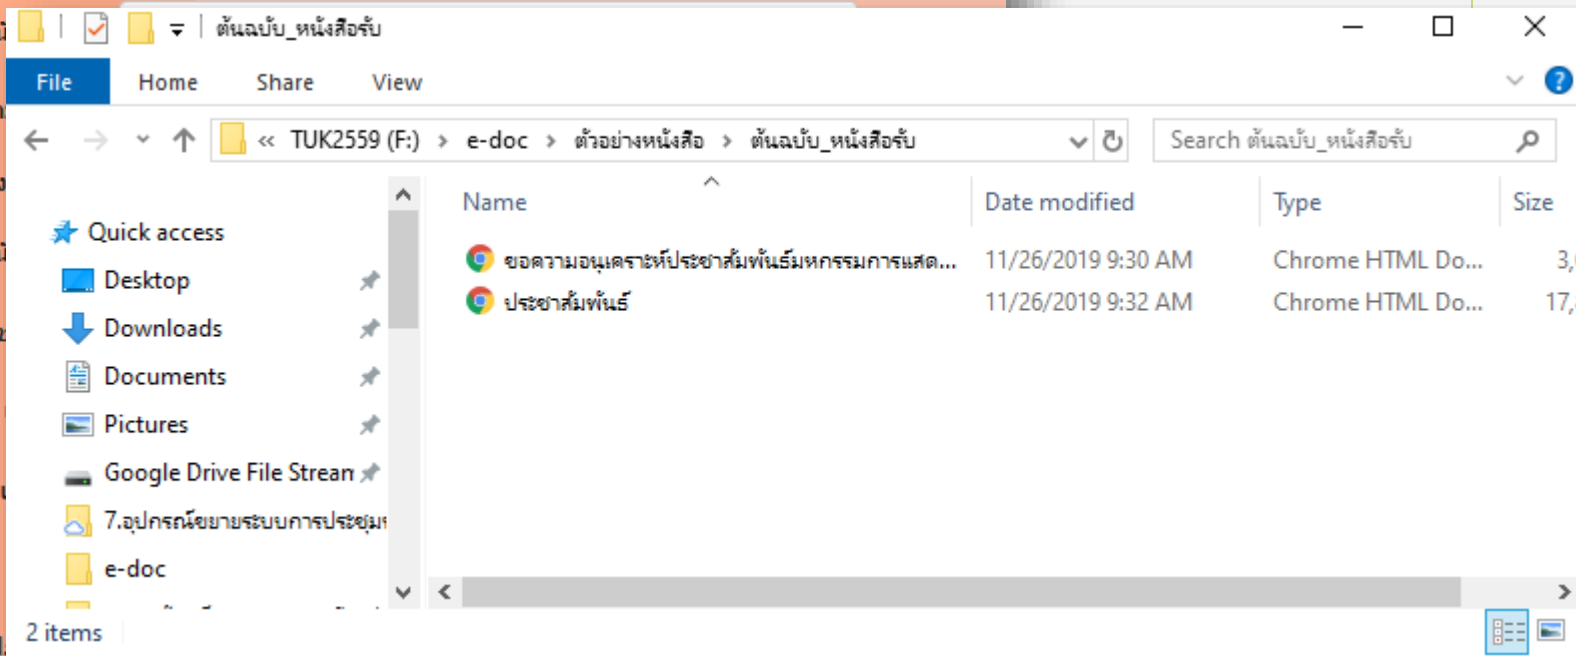 ต้นฉบับ_หนังสือรับ
File Home Share View
« TUK2559 (F:) › e-doc › ตัวอย่างหนังสือ › ต้นฉบับ_หนังสือรับ
Search ต้นฉบับ_หนังสือรับ
Name Date modified Type Size
Quick access
Desktop
Downloads
Documents
Pictures
Google Drive File Stream
7.อุปกรณ์ขยายระบบการประชุม
e-doc
ขอความอนุเคราะห์ประชาสัมพันธ์มหกรรมการแสด... 11/26/2019 9:30 AM Chrome HTML Do... 3,
ประชาสัมพันธ์ 11/26/2019 9:32 AM Chrome HTML Do... 17,
2 items